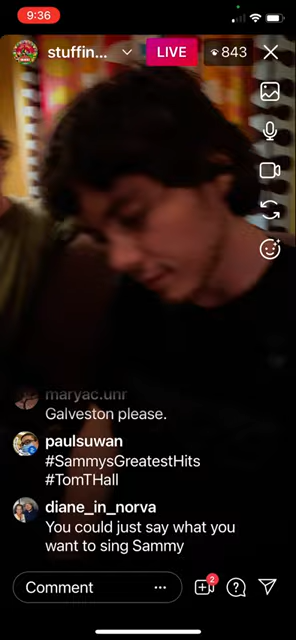 9:36
stuffin...
LIVE
843
maryac.unr
Galveston please.
paulsuwan
#SammysGreatestHits
#TomTHall
diane_in_norva
You could just say what you
want to sing Sammy
Comment
2